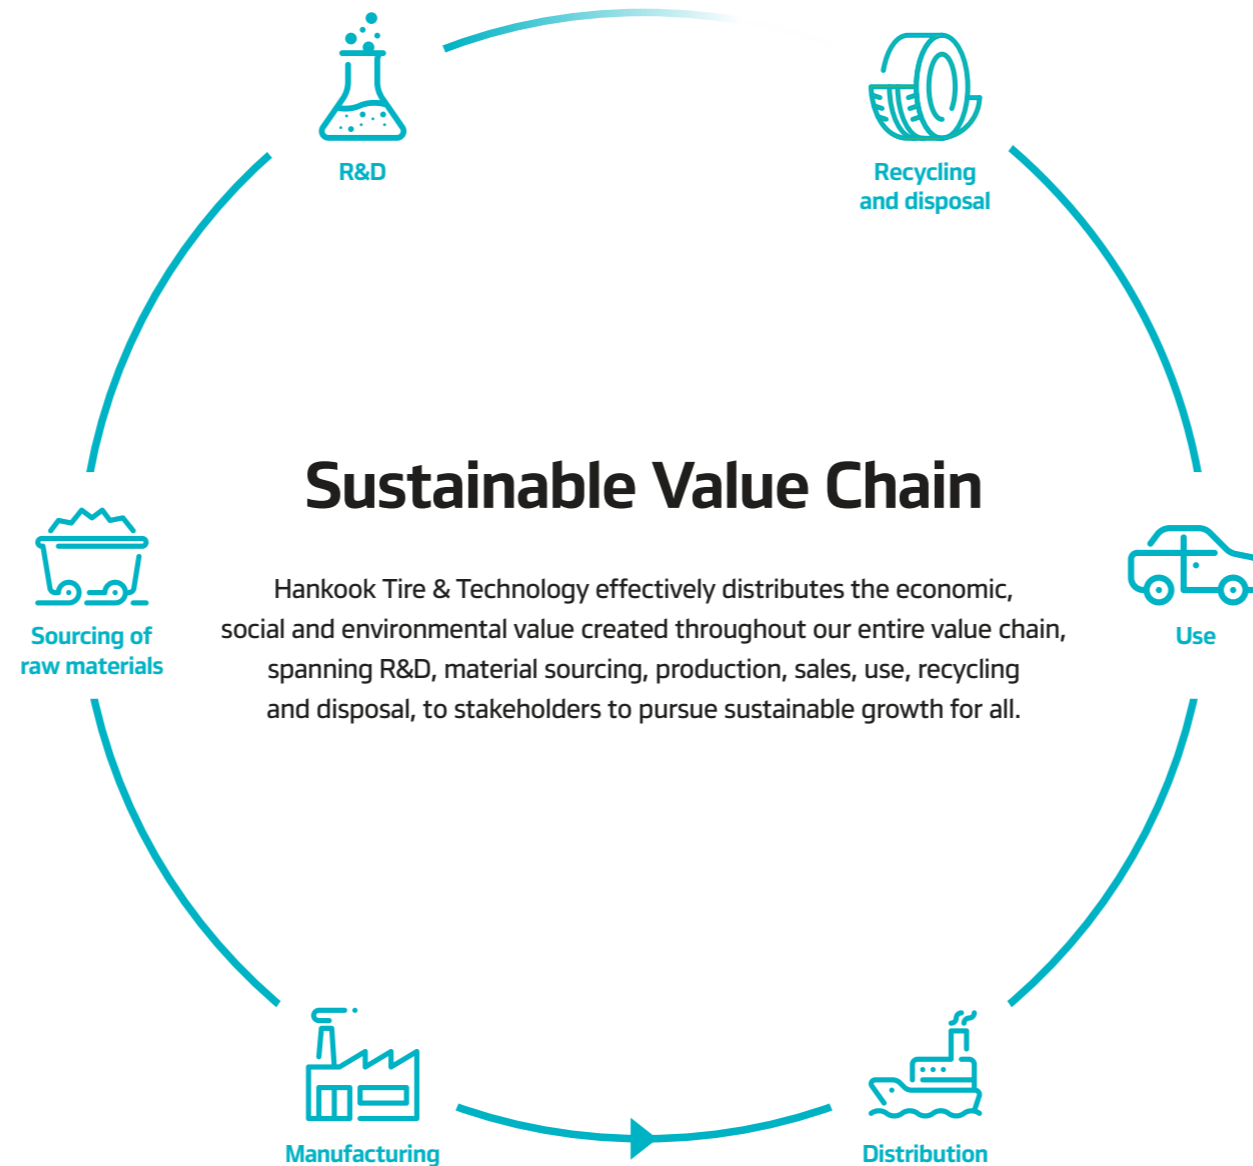 R&D
Recycling
and disposal
Sustainable Value Chain
Hankook Tire & Technology effectively distributes the economic,
social and environmental value created throughout our entire value chain,
spanning R&D, material sourcing, production, sales, use, recycling
and disposal, to stakeholders to pursue sustainable growth for all.
Sourcing of
raw materials
Use
Manufacturing
Distribution